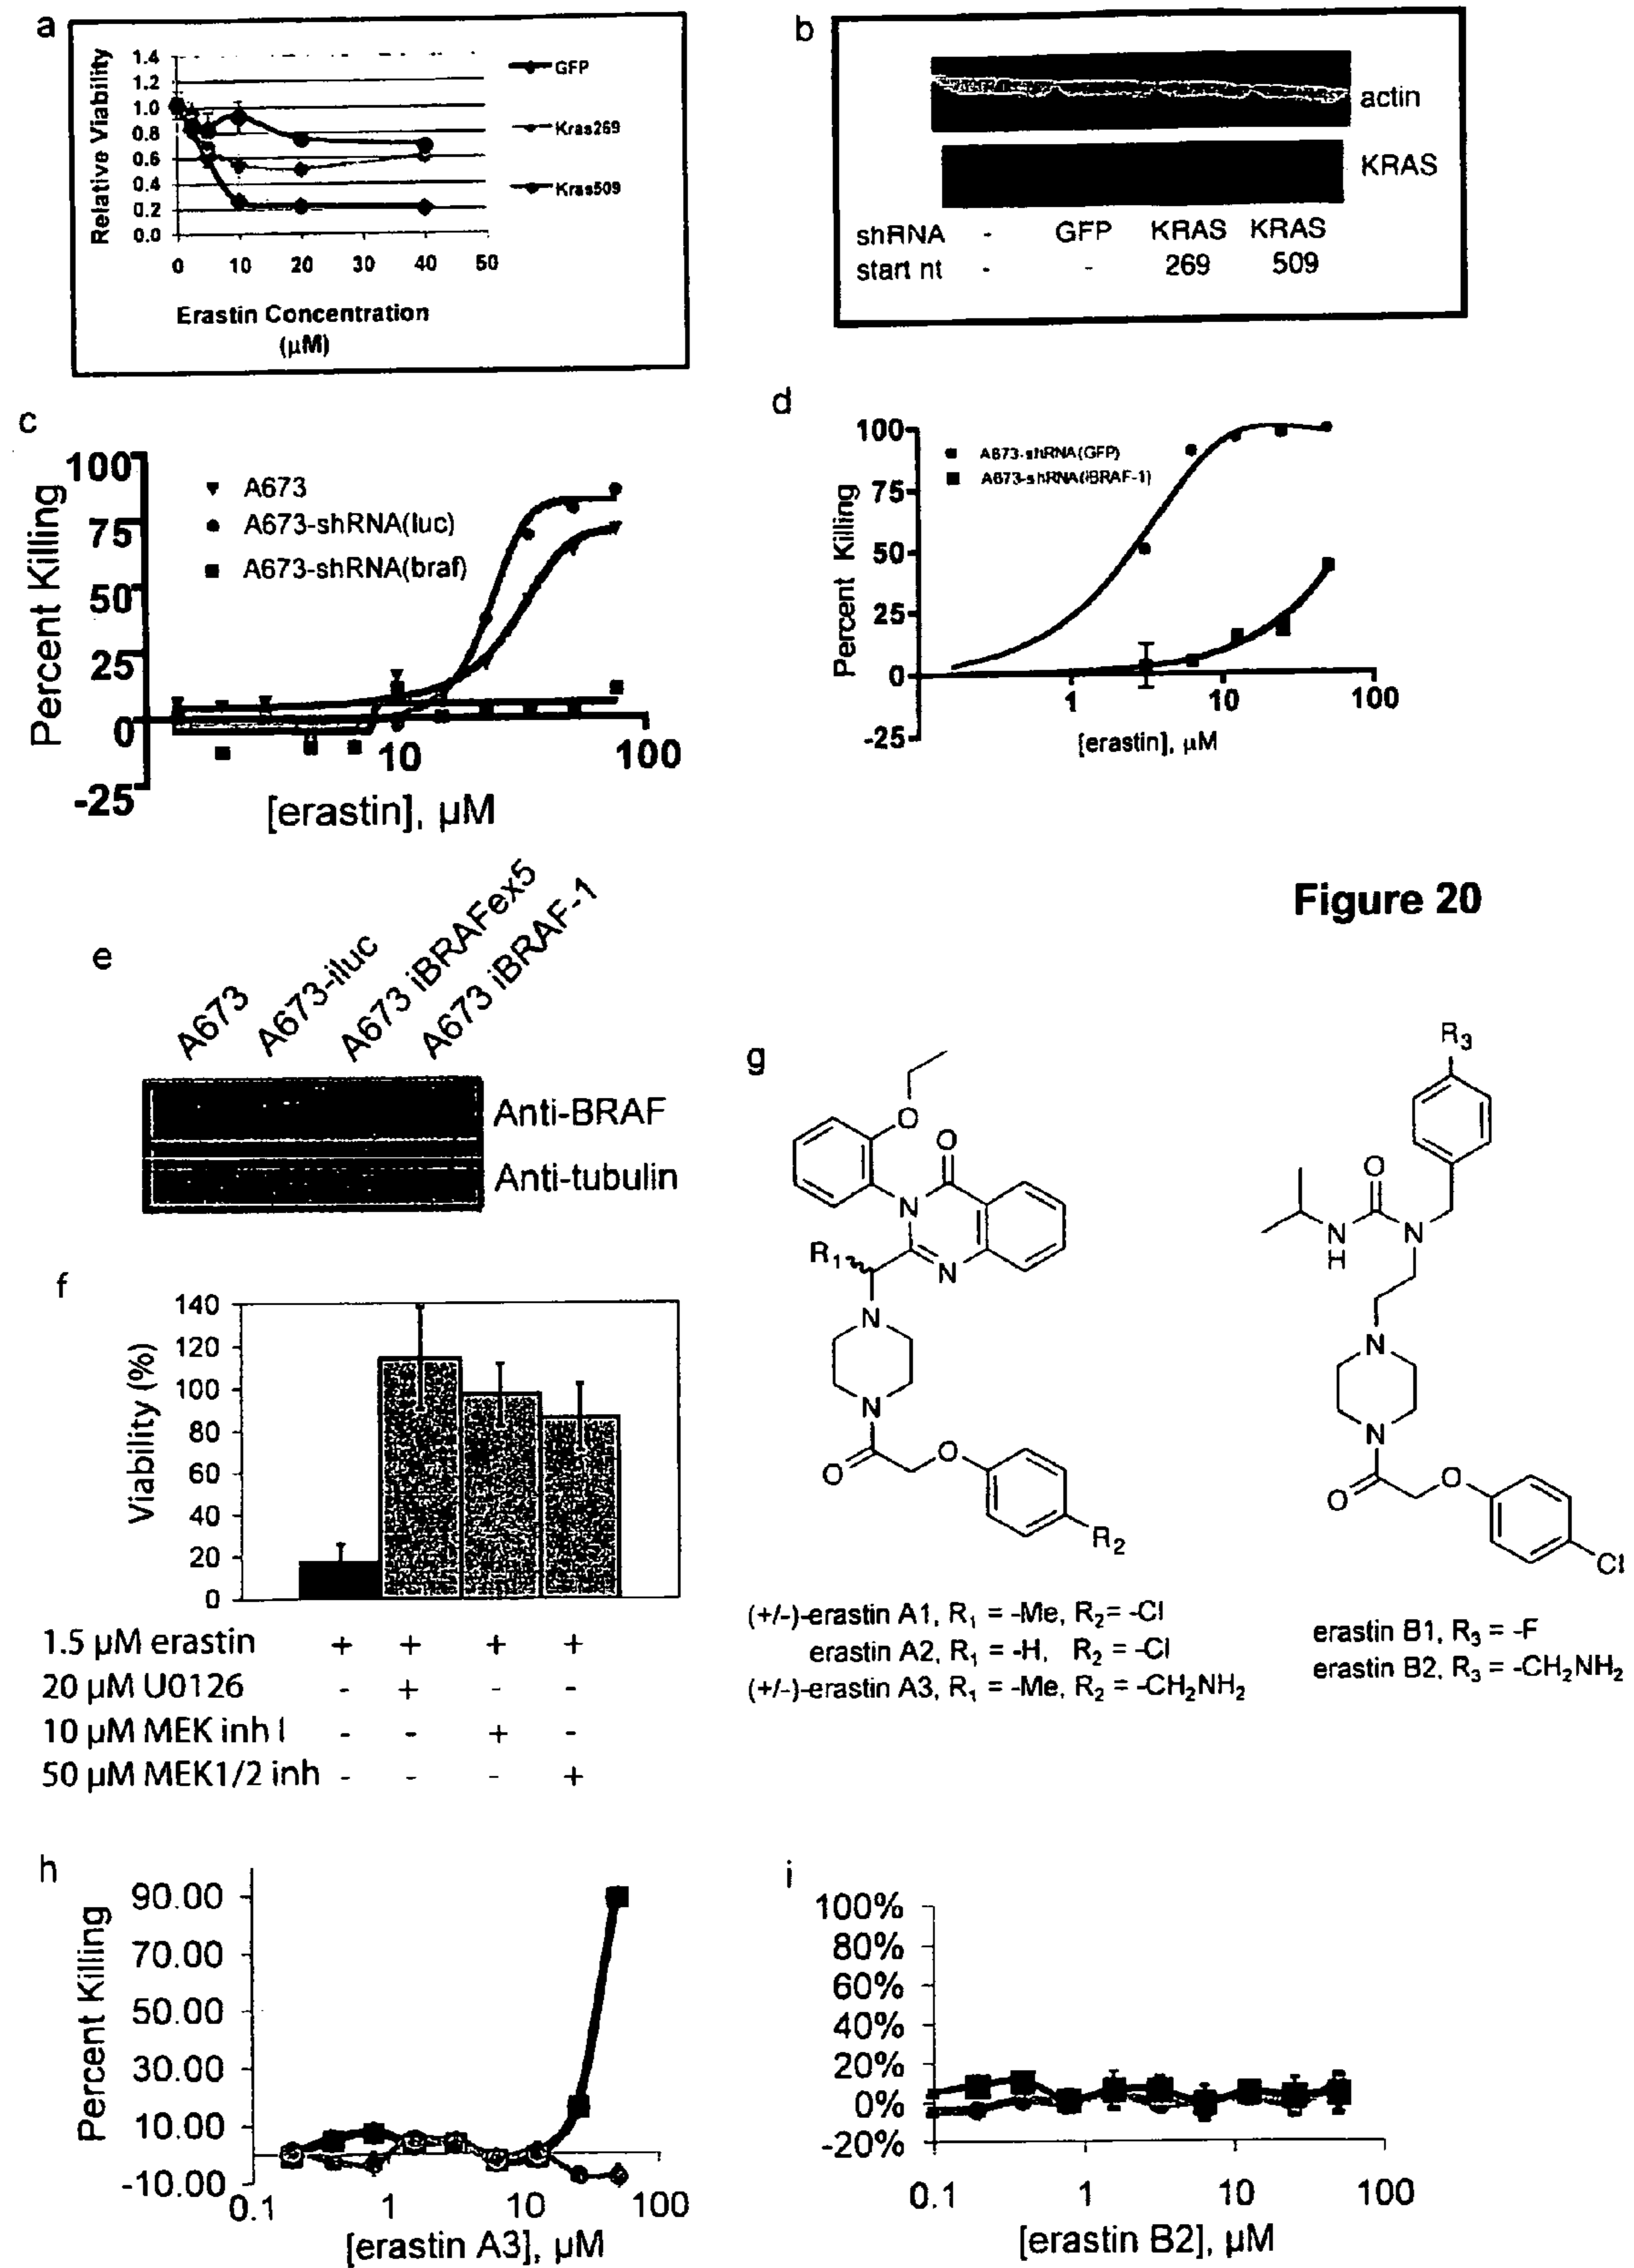 a
1.4
1.2
1.0
0.8
0.6
0.4
0.2
0.0
Relative Viability
0 10 20 30 40 50
Erastin Concentration
(µM)
GFP
Kras269
Kras509
b
actin
KRAS
shRNA - GFP KRAS KRAS
start nt - - 269 509
c
100
75
50
25
0
-25
Percent Killing
A673
A673-shRNA(luc)
A673-shRNA(braf)
10 100
[erastin], µM
d
100
75
50
25
0
-25
Percent Killing
A673-shRNA(GFP)
A673-shRNA(iBRAF-1)
1 10 100
[erastin], µM
Figure 20
e
A673
A673-iluc
A673 iBRAFex5
A673 iBRAF-1
Anti-BRAF
Anti-tubulin
f
140
120
100
80
60
40
20
0
Viability (%)
1.5 µM erastin + + + +
20 µM U0126 - + - -
10 µM MEK inh I - - + -
50 µM MEK1/2 inh - - - +
g
O
O
N
N
R₁
N
N
O
O
R₂
(+/-)-erastin A1, R₁ = -Me, R₂= -Cl
erastin A2, R₁ = -H, R₂ = -Cl
(+/-)-erastin A3, R₁ = -Me, R₂ = -CH₂NH₂
R₃
O
N
H
N
N
N
O
O
Cl
erastin B1, R₃ = -F
erastin B2, R₃ = -CH₂NH₂
h
90.00
70.00
50.00
30.00
10.00
-10.00
Percent Killing
0.1 1 10 100
[erastin A3], µM
i
100%
80%
60%
40%
20%
0%
-20%
0.1 1 10 100
[erastin B2], µM